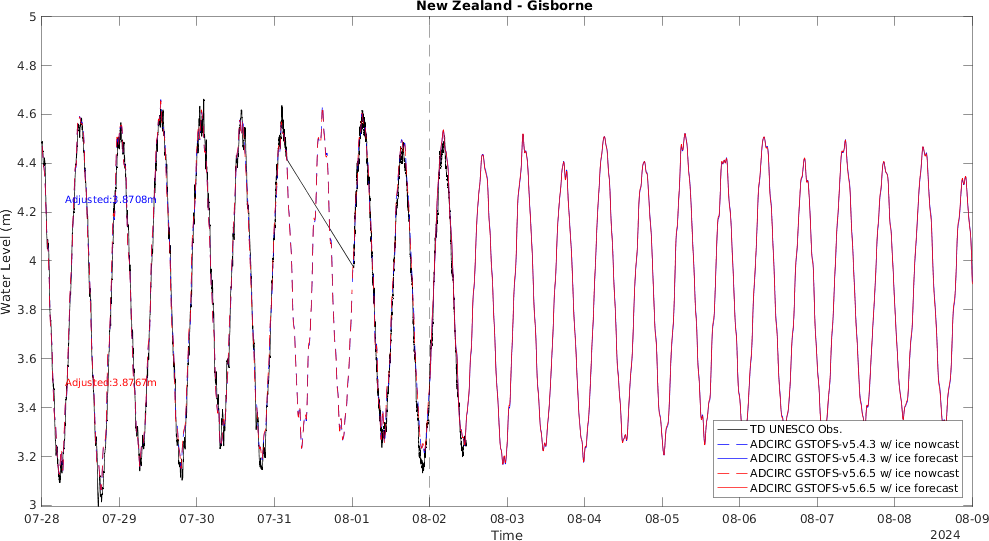 New Zealand - Gisborne
5
4.8
4.6
4.4
4.2
4
3.8
3.6
3.4
3.2
3
Water Level (m)
Adjusted:3.8708m
Adjusted:3.8767m
TD UNESCO Obs.
ADCIRC GSTOFS-v5.4.3 w/ ice nowcast
ADCIRC GSTOFS-v5.4.3 w/ ice forecast
ADCIRC GSTOFS-v5.6.5 w/ ice nowcast
ADCIRC GSTOFS-v5.6.5 w/ ice forecast
07-28 07-29 07-30 07-31 08-01 08-02 08-03 08-04 08-05 08-06 08-07 08-08 08-09
Time
2024